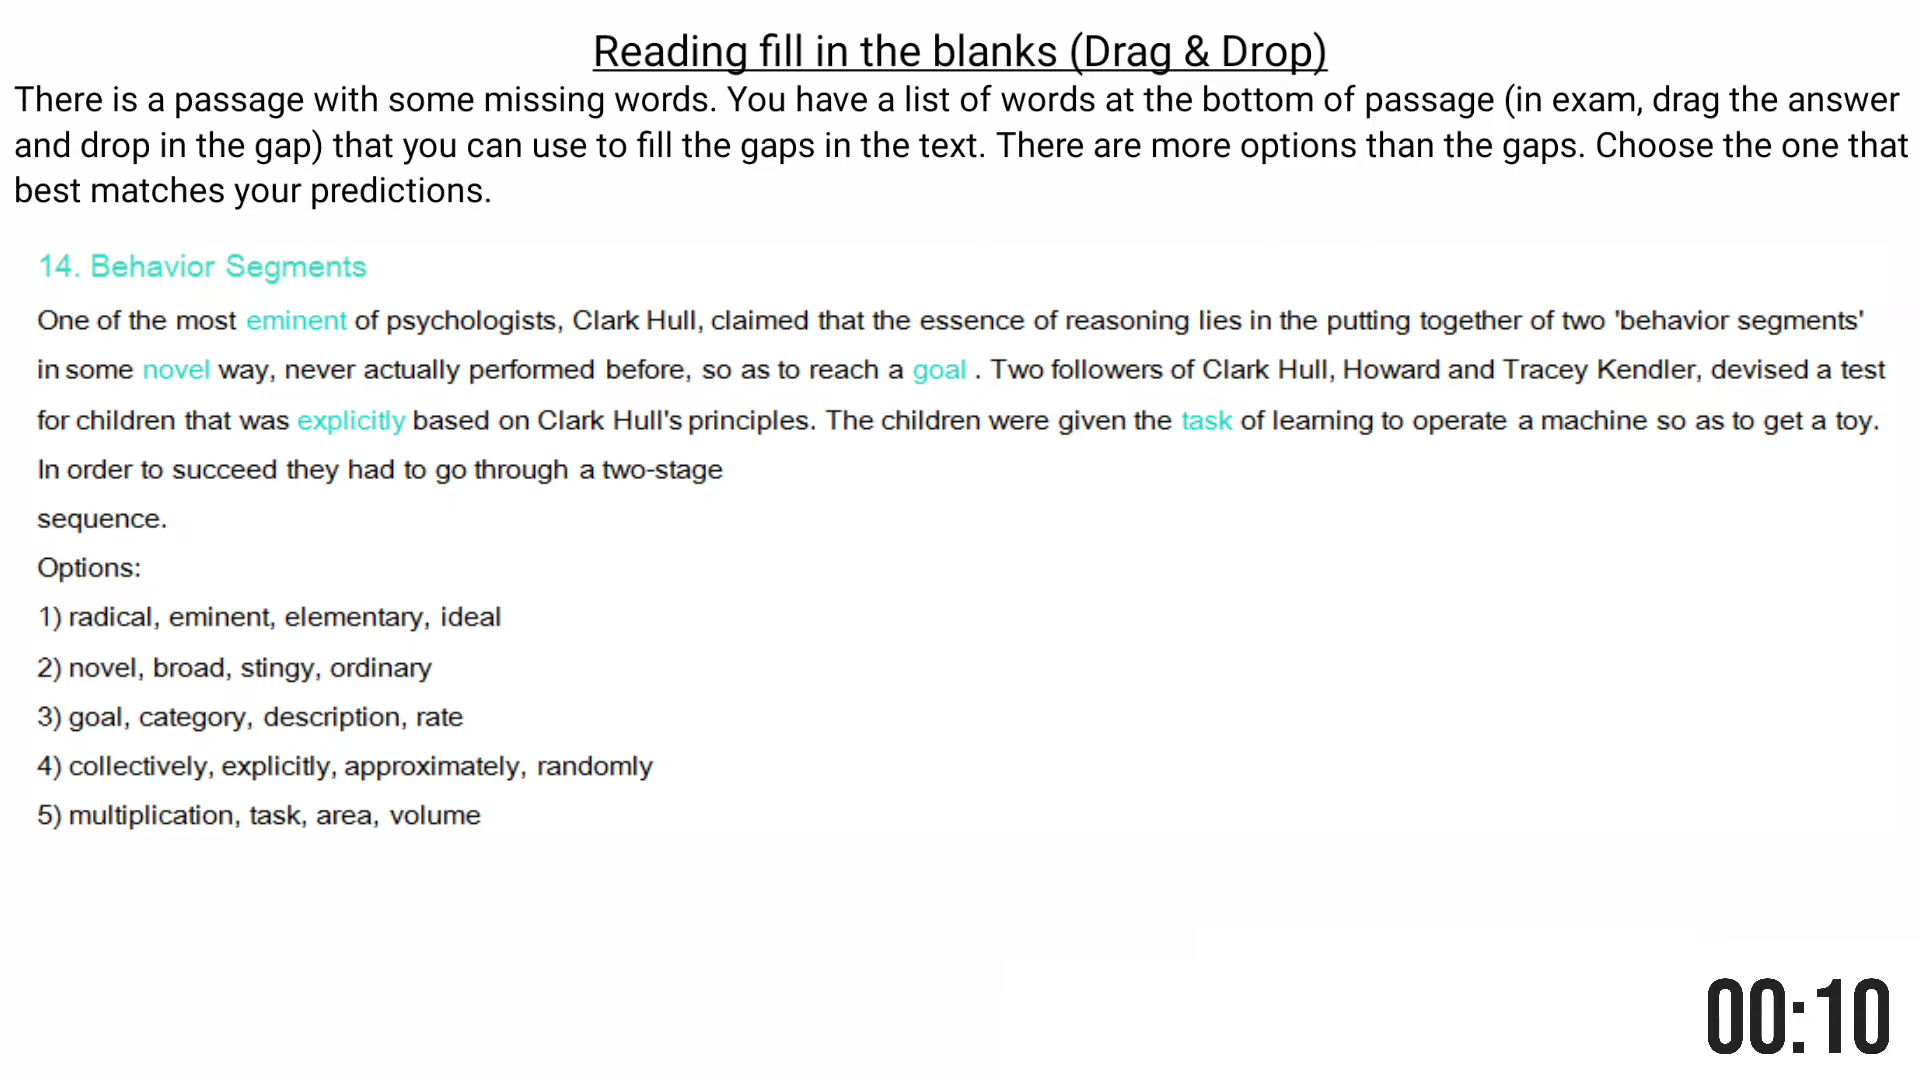 Reading fill in the blanks (Drag & Drop)
There is a passage with some missing words. You have a list of words at the bottom of passage (in exam, drag the answer
and drop in the gap) that you can use to fill the gaps in the text. There are more options than the gaps. Choose the one that
best matches your predictions.
14. Behavior Segments
One of the most eminent of psychologists, Clark Hull, claimed that the essence of reasoning lies in the putting together of two 'behavior segments'
in some novel way, never actually performed before, so as to reach a goal . Two followers of Clark Hull, Howard and Tracey Kendler, devised a test
for children that was explicitly based on Clark Hull's principles. The children were given the task of learning to operate a machine so as to get a toy.
In order to succeed they had to go through a two-stage
sequence.
Options:
1) radical, eminent, elementary, ideal
2) novel, broad, stingy, ordinary
3) goal, category, description, rate
4) collectively, explicitly, approximately, randomly
5) multiplication, task, area, volume
00:10